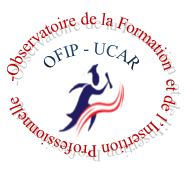 -Observatoire de la Formation et de l'Insertion Professionnelle
OFIP - UCAR